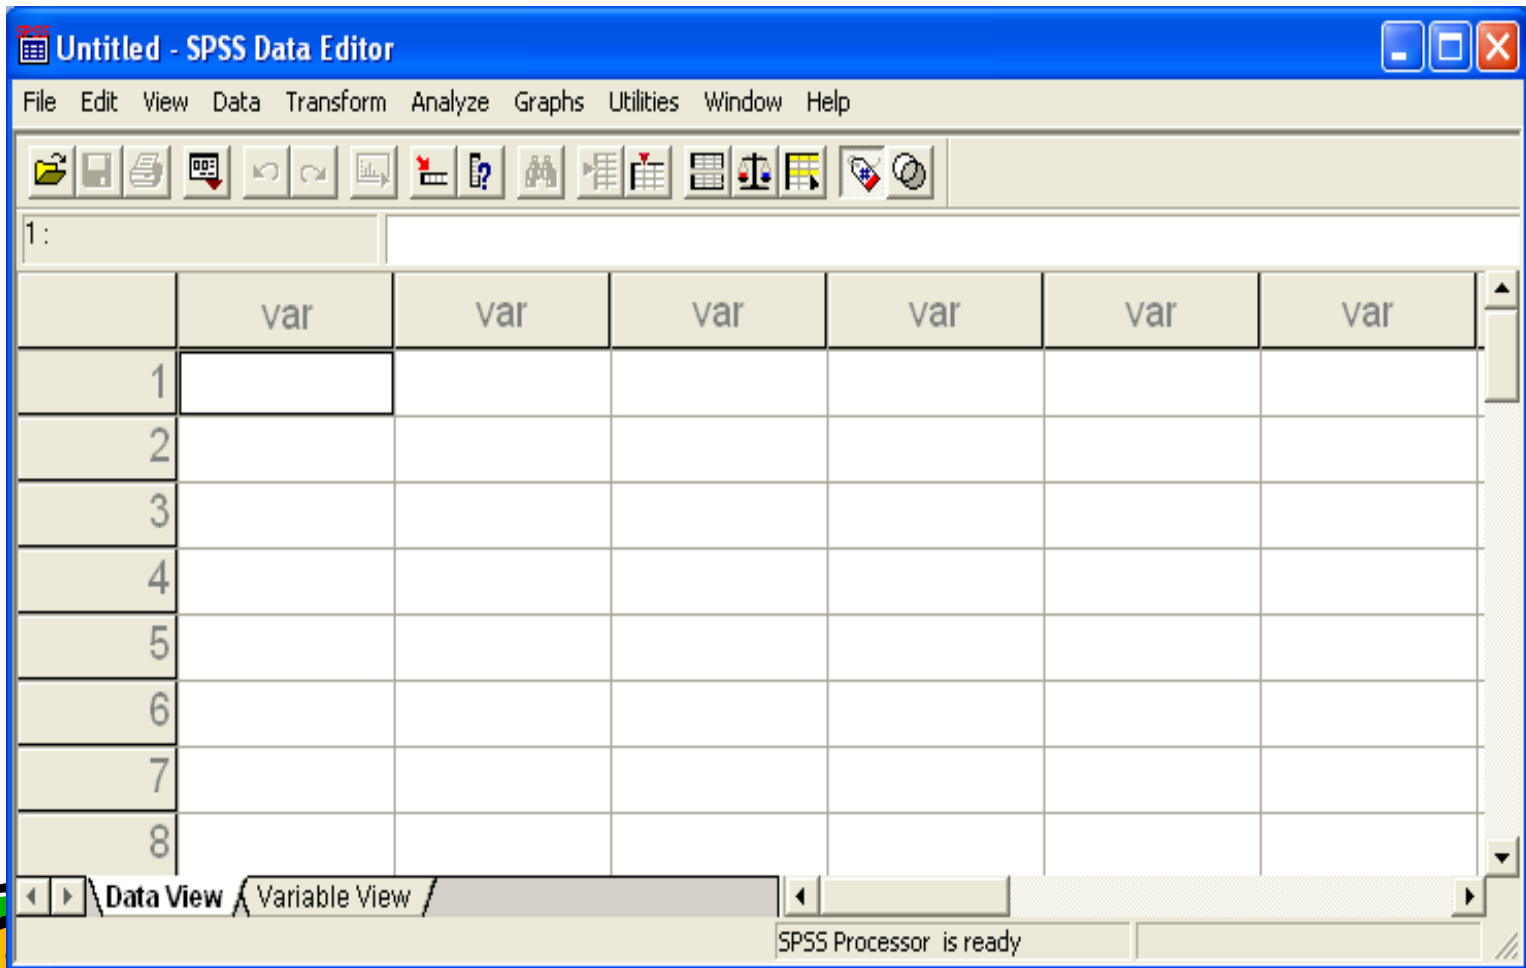 SPSS
Untitled - SPSS Data Editor
File Edit View Data Transform Analyze Graphs Utilities Window Help
1 :
var var var var var var
1
2
3
4
5
6
7
8
Data View Variable View
SPSS Processor is ready